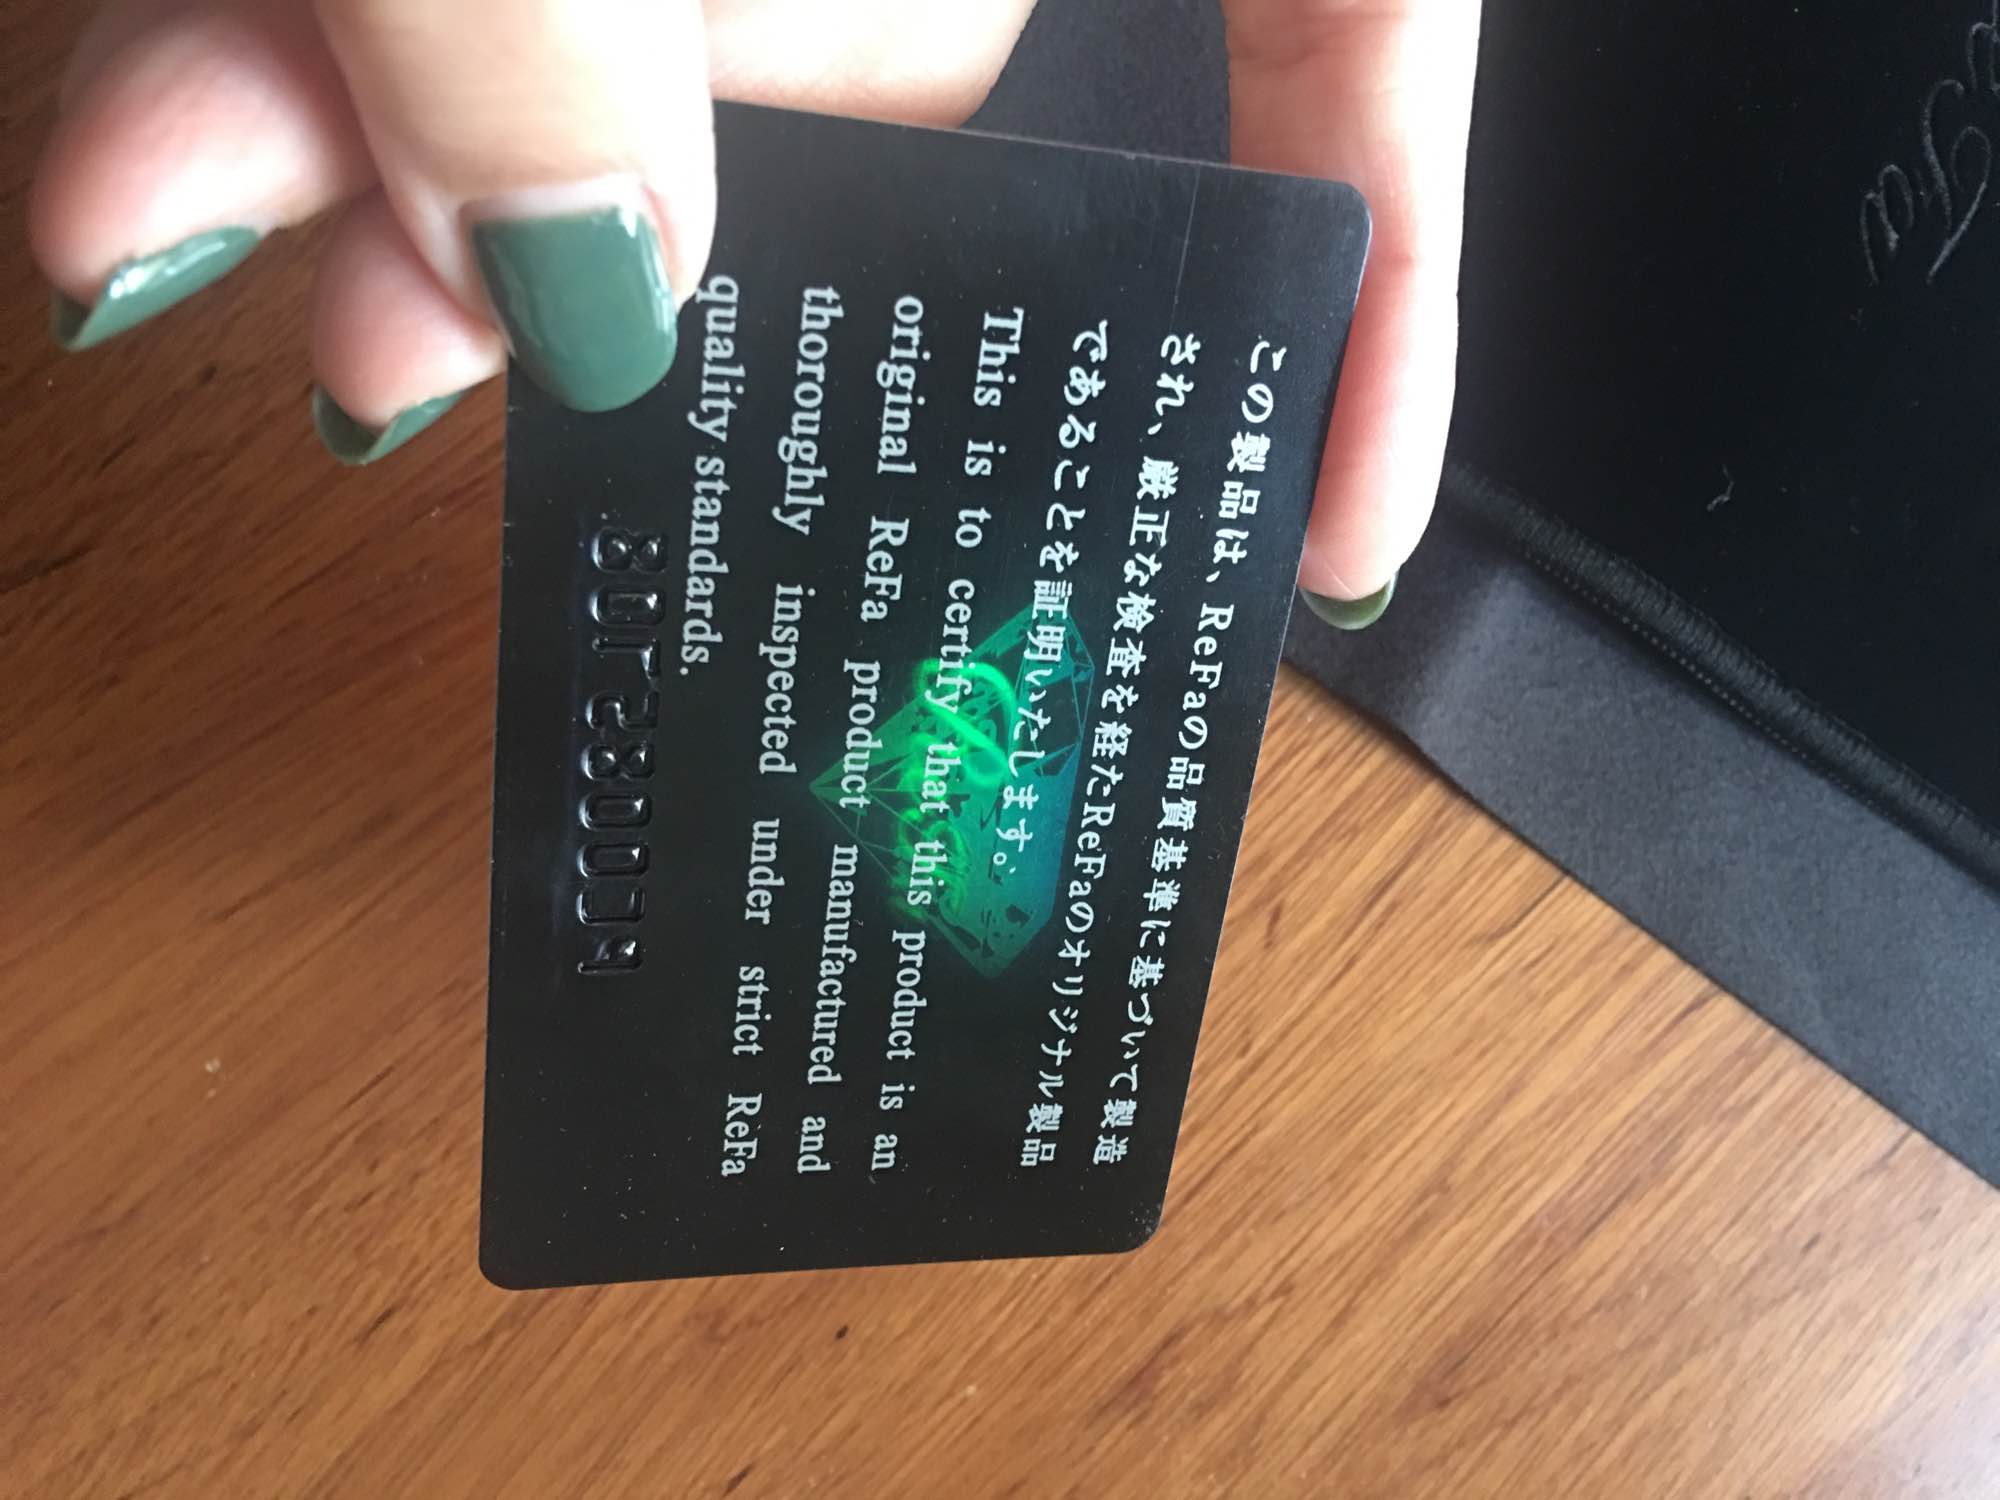 この製品は、ReFaの品質基準に基づいて製造
され、厳正な検査を経たReFaのオリジナル製品
であることを証明いたします。
This is to certify that this product is an
original ReFa product manufactured and
thoroughly inspected under strict ReFa
quality standards.